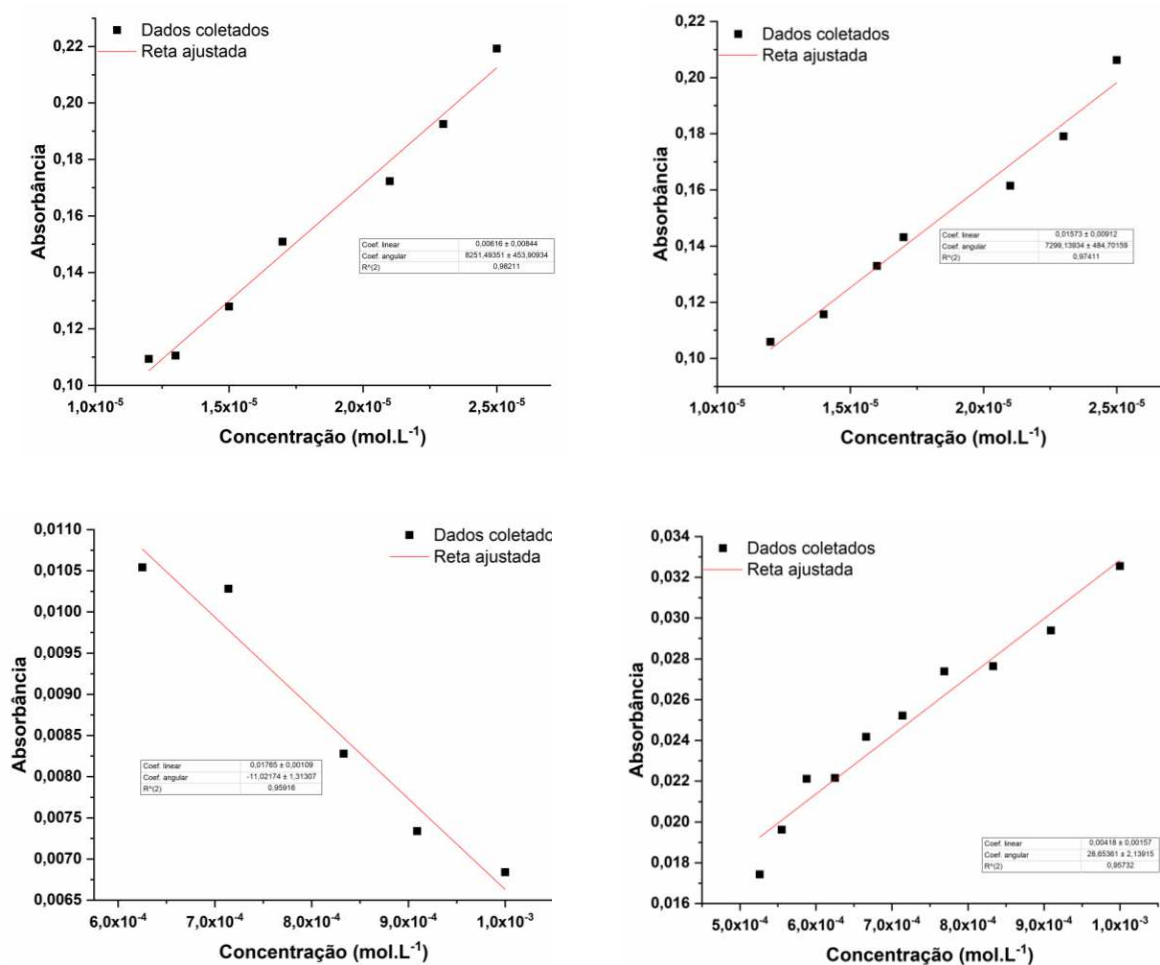 Dados coletados
Reta ajustada
0,22
0,20
0,18
0,16
0,14
0,12
0,10
Absorbância
Coef. linear 0,00616 ± 0,00844
Coef. angular 8251,49351 ± 453,90934
R^(2) 0,98211
1,0x10⁻⁵ 1,5x10⁻⁵ 2,0x10⁻⁵ 2,5x10⁻⁵
Concentração (mol.L⁻¹)
Dados coletados
Reta ajustada
0,20
0,18
0,16
0,14
0,12
0,10
Absorbância
Coef. linear 0,01573 ± 0,00912
Coef. angular 7299,13934 ± 484,70159
R^(2) 0,97411
1,0x10⁻⁵ 1,5x10⁻⁵ 2,0x10⁻⁵ 2,5x10⁻⁵
Concentração (mol.L⁻¹)
Dados coletado
Reta ajustada
0,0110
0,0105
0,0100
0,0095
0,0090
0,0085
0,0080
0,0075
0,0070
0,0065
Absorbância
Coef. linear 0,01765 ± 0,00109
Coef. angular -11,02174 ± 1,31307
R^(2) 0,95916
6,0x10⁻⁴ 7,0x10⁻⁴ 8,0x10⁻⁴ 9,0x10⁻⁴ 1,0x10⁻³
Concentração (mol.L⁻¹)
Dados coletados
Reta ajustada
0,034
0,032
0,030
0,028
0,026
0,024
0,022
0,020
0,018
0,016
Absorbância
Coef. linear 0,00418 ± 0,00157
Coef. angular 28,65361 ± 2,13915
R^(2) 0,95732
5,0x10⁻⁴ 6,0x10⁻⁴ 7,0x10⁻⁴ 8,0x10⁻⁴ 9,0x10⁻⁴ 1,0x10⁻³
Concentração (mol.L⁻¹)